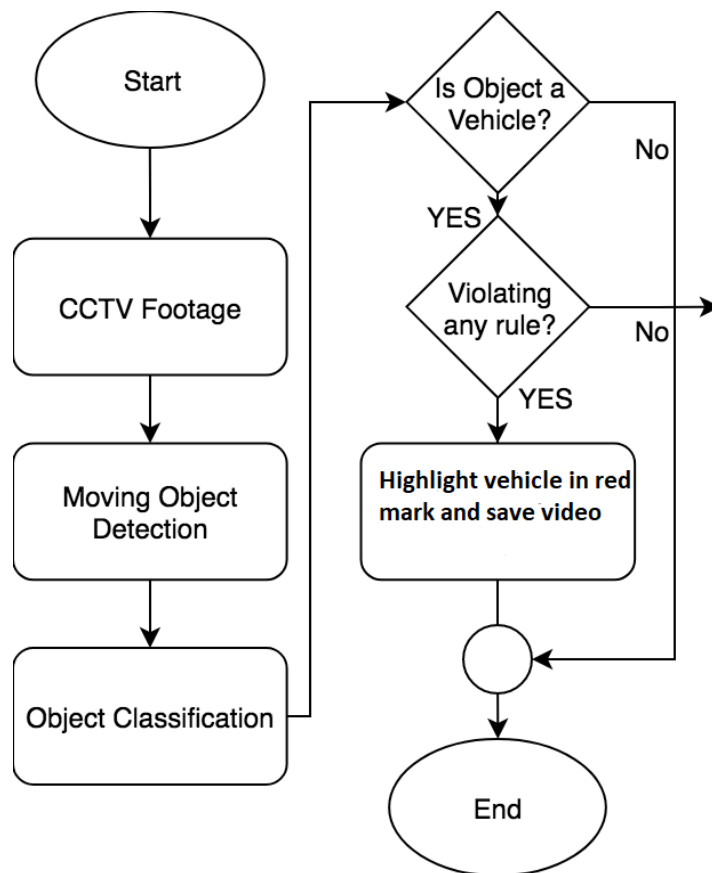 Start
CCTV Footage
Moving Object
Detection
Object Classification
Is Object a
Vehicle?
No
YES
Violating
any rule?
No
YES
Highlight vehicle in red
mark and save video
End